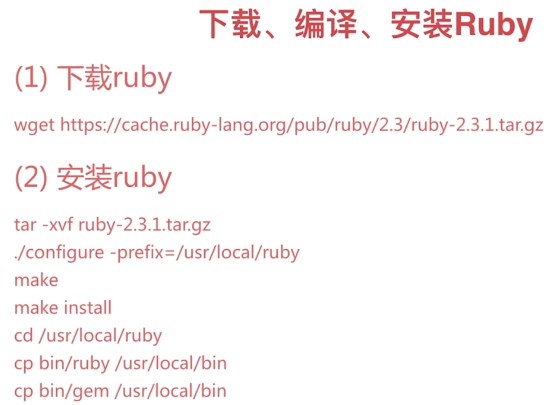 下载、编译、安装Ruby
(1) 下载ruby
wget https://cache.ruby-lang.org/pub/ruby/2.3/ruby-2.3.1.tar.gz
(2) 安装ruby
tar -xvf ruby-2.3.1.tar.gz
./configure -prefix=/usr/local/ruby
make
make install
cd /usr/local/ruby
cp bin/ruby /usr/local/bin
cp bin/gem /usr/local/bin